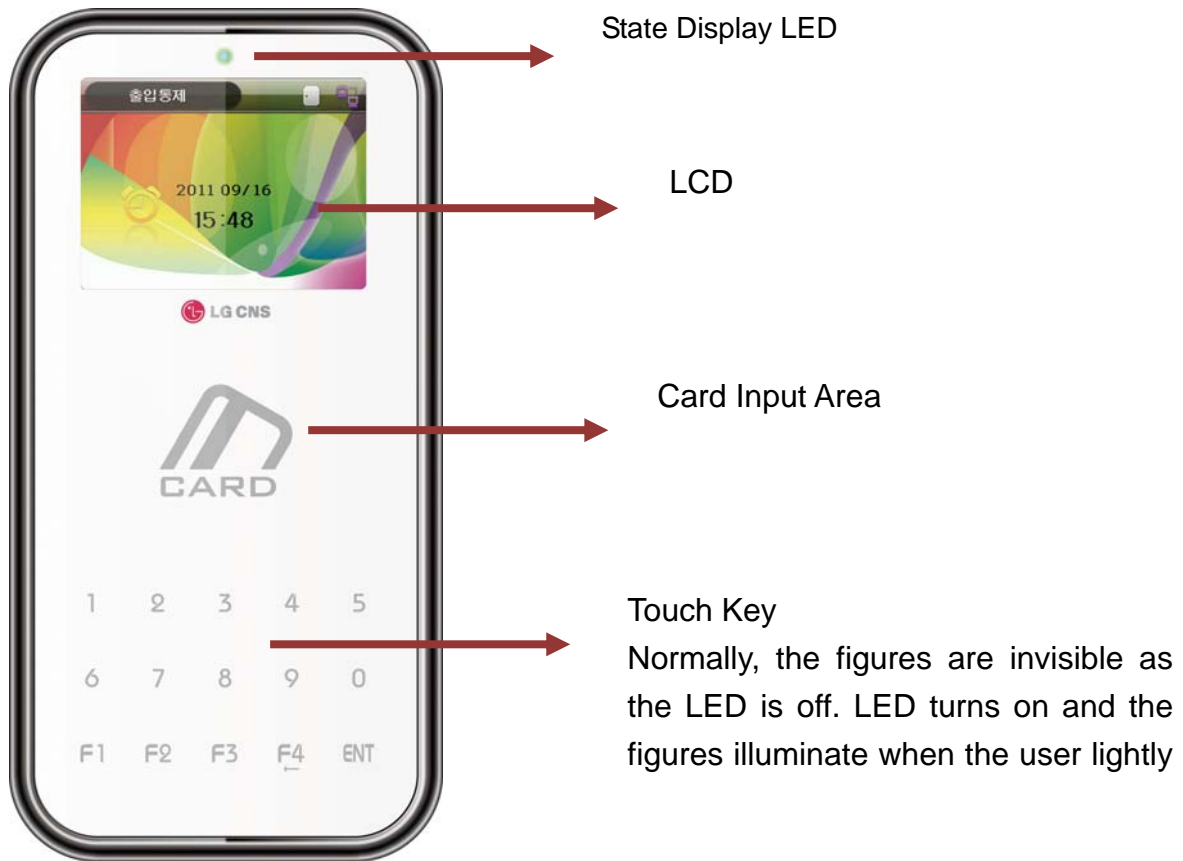 State Display LED
출입통제
2011 09/16
15:48
LCD
LG CNS
Card Input Area
CARD
1 2 3 4 5
6 7 8 9 0
F1 F2 F3 F4 ENT
←
Touch Key
Normally, the figures are invisible as
the LED is off. LED turns on and the
figures illuminate when the user lightly